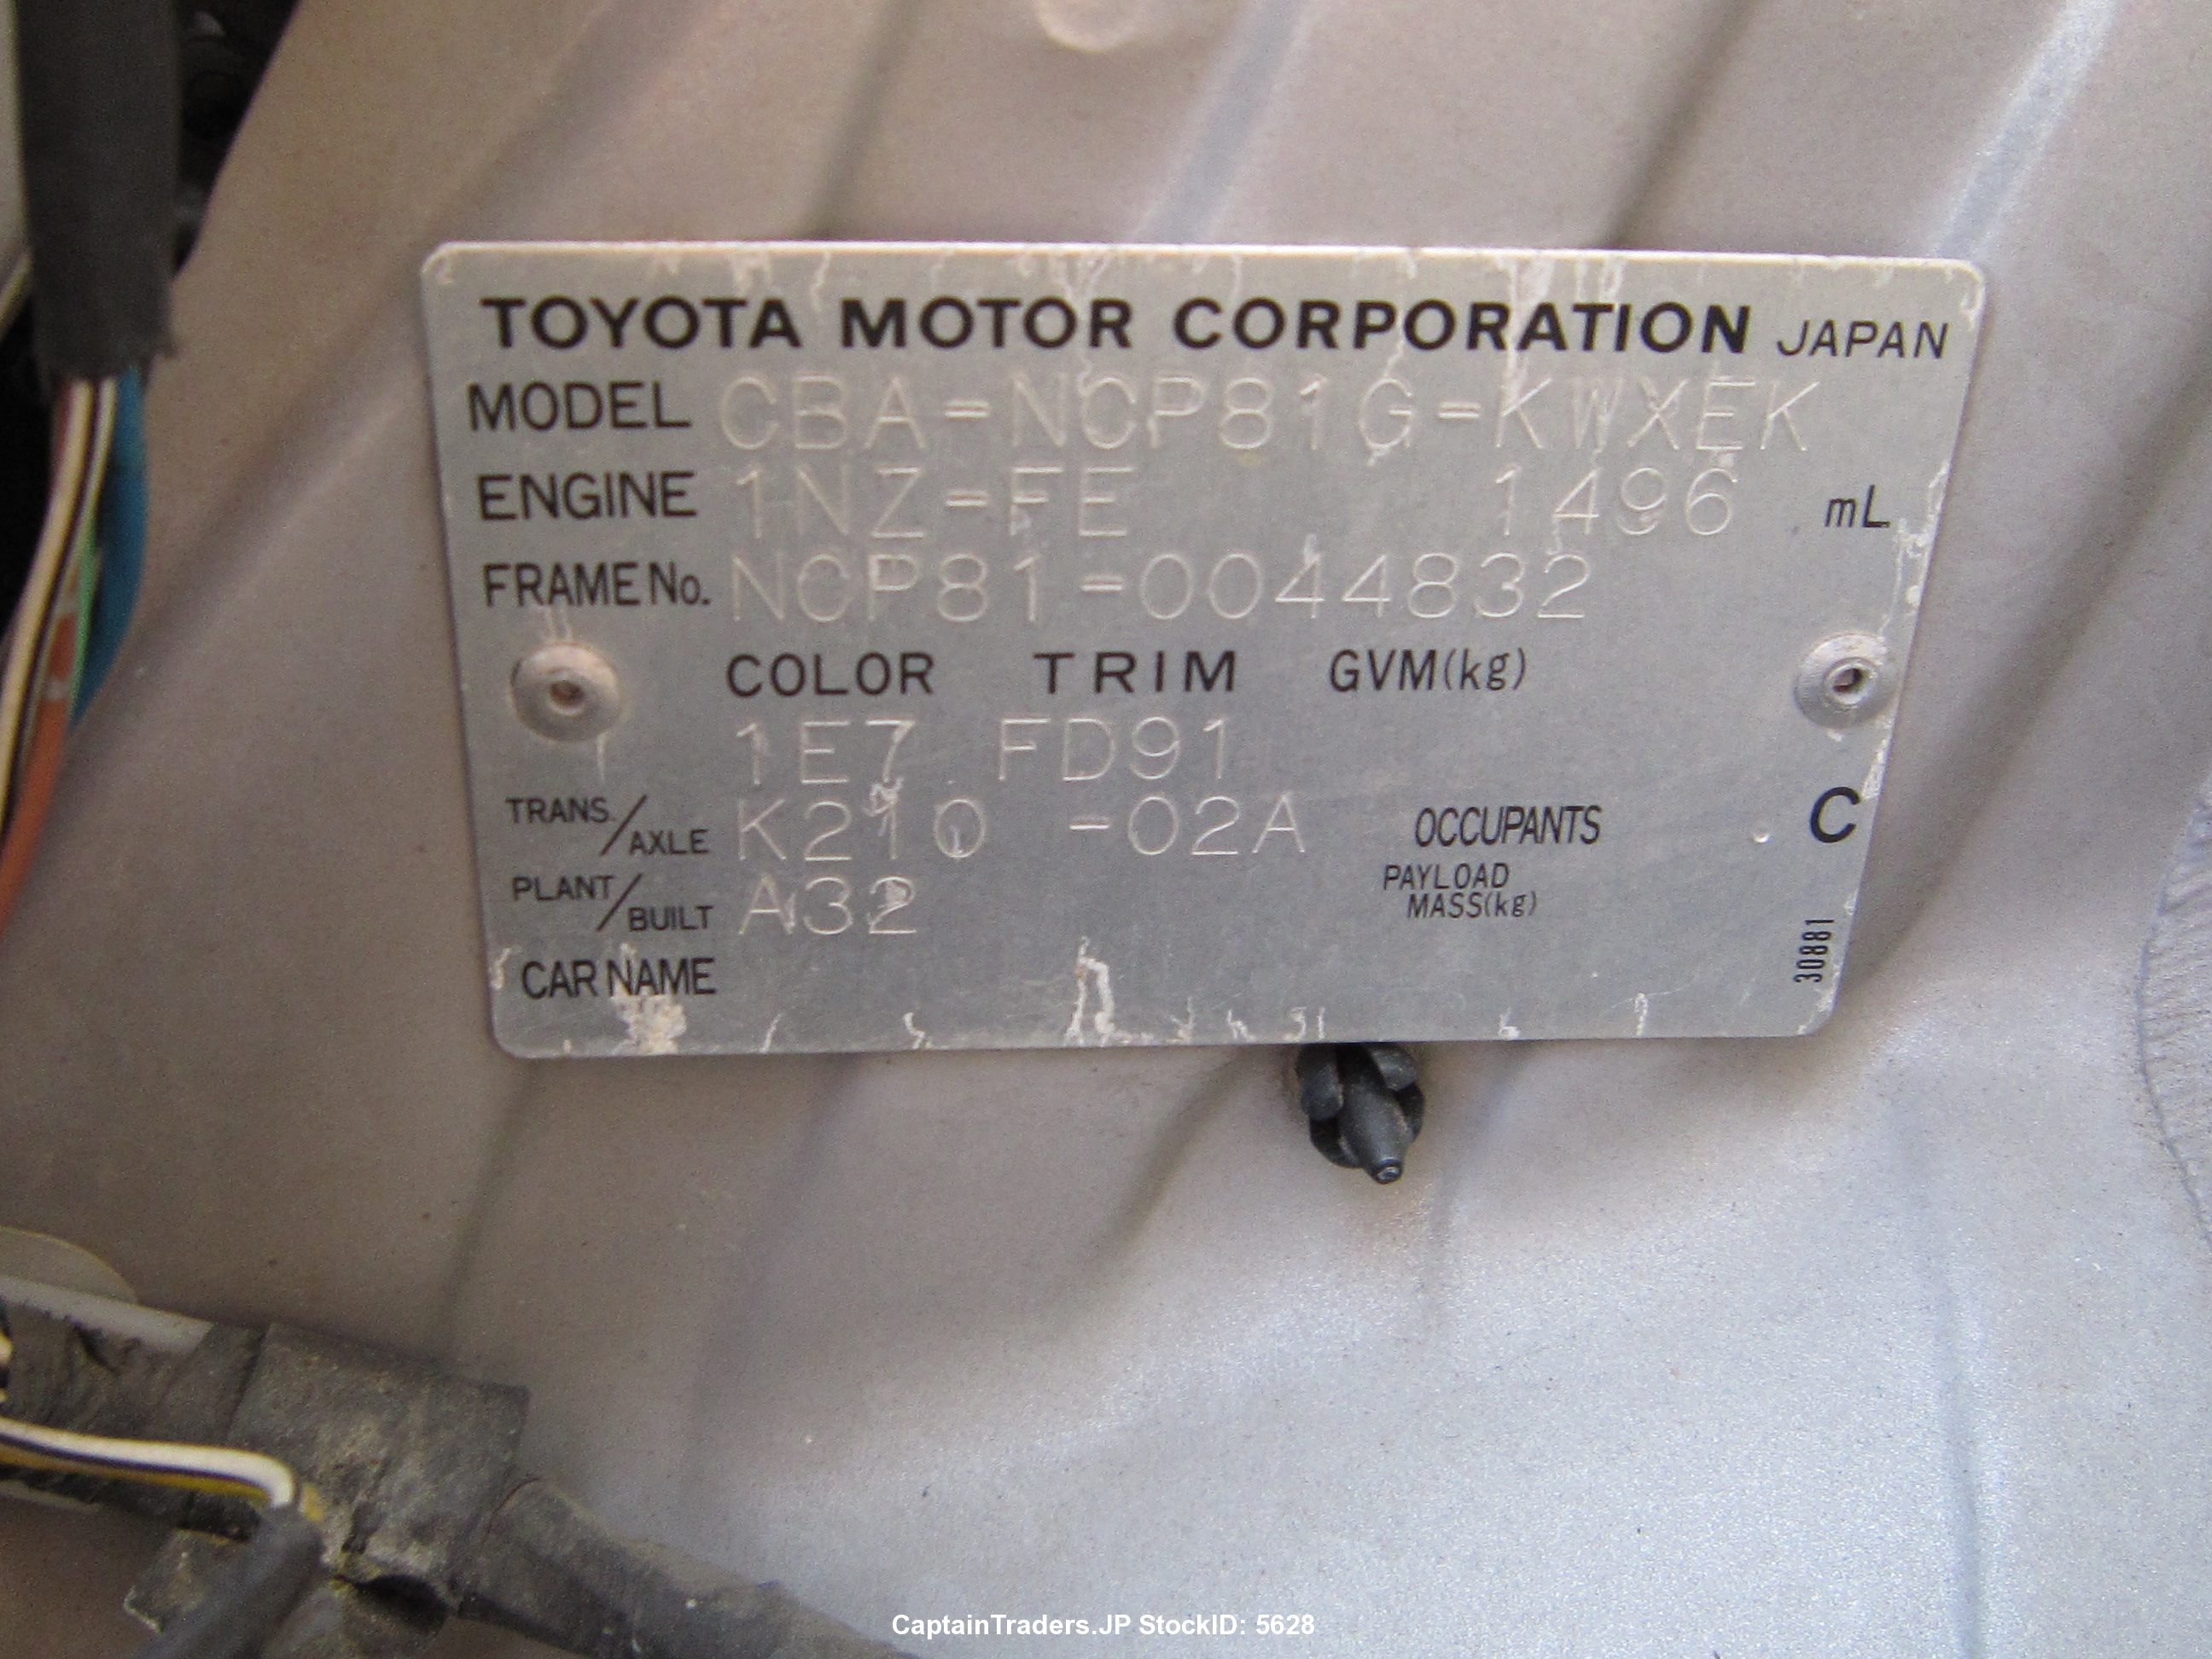 TOYOTA MOTOR CORPORATION JAPAN
MODEL CBA-NCP81G-KWXEK
ENGINE 1NZ-FE 1496 mL
FRAME No. NCP81-0044832
COLOR TRIM GVM(kg)
1E7 FD91
TRANS./AXLE K210 -02A OCCUPANTS C
PLANT/BUILT A32 PAYLOAD MASS(kg)
CAR NAME
30881
CaptainTraders.JP StockID: 5628